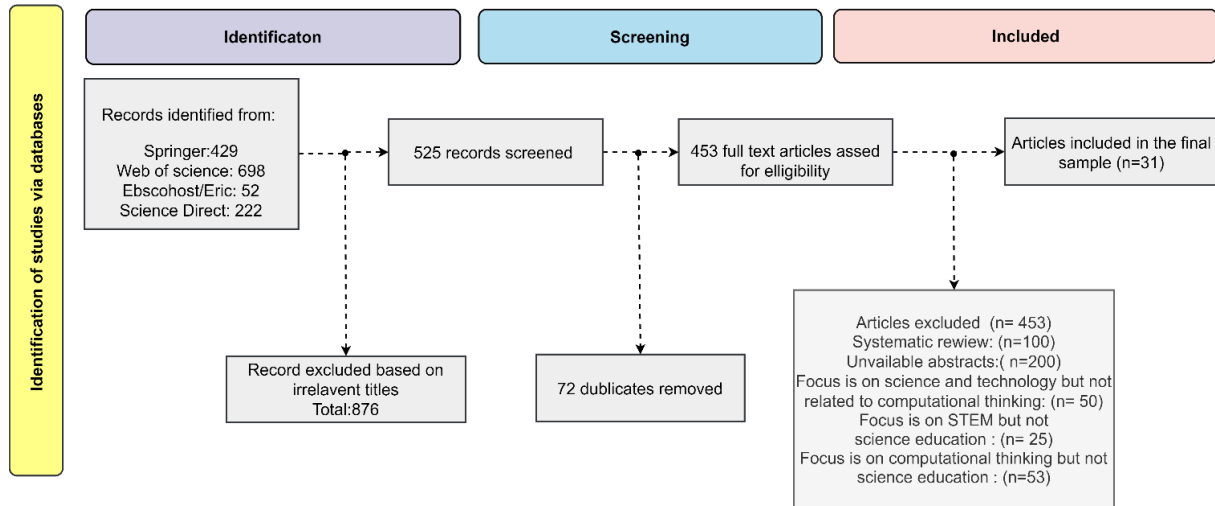 Identification of studies via databases
Identificaton
Screening
Included
Records identified from:
Springer:429
Web of science: 698
Ebscohost/Eric: 52
Science Direct: 222
525 records screened
453 full text articles assed
for elligibility
Articles included in the final
sample (n=31)
Record excluded based on
irrelavent titles
Total:876
72 dublicates removed
Articles excluded (n= 453)
Systematic rewiew: (n=100)
Unvailable abstracts:( n=200)
Focus is on science and technology but not
related to computational thinking: (n= 50)
Focus is on STEM but not
science education : (n= 25)
Focus is on computational thinking but not
science education : (n=53)